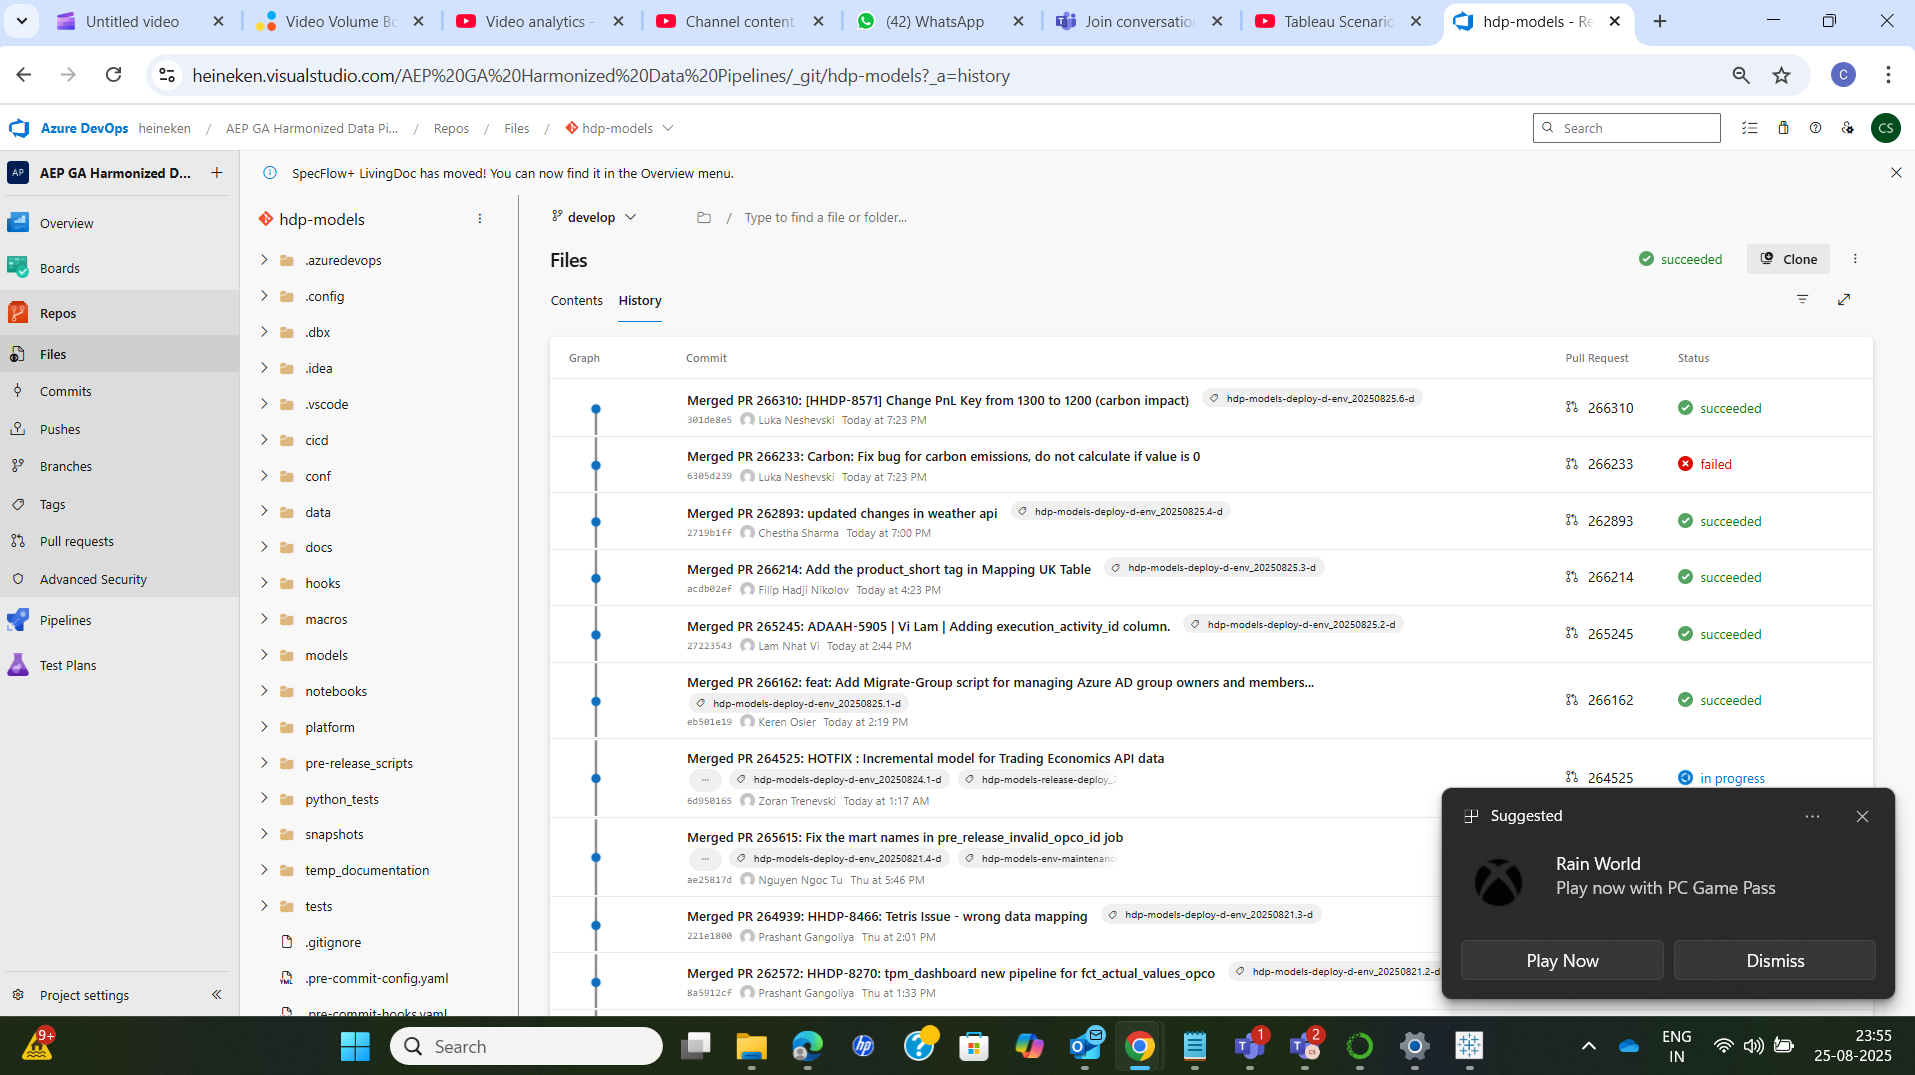 Untitled video
Video Volume Bo
Video analytics -
Channel content
(42) WhatsApp
Join conversation
Tableau Scenario
hdp-models - Re
heineken.visualstudio.com/AEP%20GA%20Harmonized%20Data%20Pipelines/_git/hdp-models?_a=history
C
Azure DevOps heineken / AEP GA Harmonized Data Pi... / Repos / Files / hdp-models
Search
CS
AP AEP GA Harmonized D...
SpecFlow+ LivingDoc has moved! You can now find it in the Overview menu.
Overview
Boards
Repos
Files
Commits
Pushes
Branches
Tags
Pull requests
Advanced Security
Pipelines
Test Plans
Project settings
hdp-models
.azuredevops
.config
.dbx
.idea
.vscode
cicd
conf
data
docs
hooks
macros
models
notebooks
platform
pre-release_scripts
python_tests
snapshots
temp_documentation
tests
.gitignore
YML .pre-commit-config.yaml
.pre-commit-hooks.yaml
develop / Type to find a file or folder...
Files
succeeded
Clone
Contents History
Graph Commit Pull Request Status
Merged PR 266310: [HHDP-8571] Change PnL Key from 1300 to 1200 (carbon impact) hdp-models-deploy-d-env_20250825.6-d
301de8e5 Luka Neshevski Today at 7:23 PM
266310 succeeded
Merged PR 266233: Carbon: Fix bug for carbon emissions, do not calculate if value is 0
6305d239 Luka Neshevski Today at 7:23 PM
266233 failed
Merged PR 262893: updated changes in weather api hdp-models-deploy-d-env_20250825.4-d
2719b1ff Chestha Sharma Today at 7:00 PM
262893 succeeded
Merged PR 266214: Add the product_short tag in Mapping UK Table hdp-models-deploy-d-env_20250825.3-d
acdb02ef Filip Hadji Nikolov Today at 4:23 PM
266214 succeeded
Merged PR 265245: ADAAH-5905 | Vi Lam | Adding execution_activity_id column. hdp-models-deploy-d-env_20250825.2-d
27223543 Lam Nhat Vi Today at 2:44 PM
265245 succeeded
Merged PR 266162: feat: Add Migrate-Group script for managing Azure AD group owners and members...
hdp-models-deploy-d-env_20250825.1-d
eb501e19 Keren Osler Today at 2:19 PM
266162 succeeded
Merged PR 264525: HOTFIX : Incremental model for Trading Economics API data
... hdp-models-deploy-d-env_20250824.1-d hdp-models-release-deploy_2
6d950165 Zoran Trenevski Today at 1:17 AM
264525 in progress
Merged PR 265615: Fix the mart names in pre_release_invalid_opco_id job
... hdp-models-deploy-d-env_20250821.4-d hdp-models-env-maintenance
ae25817d Nguyen Ngoc Tu Thu at 5:46 PM
Merged PR 264939: HHDP-8466: Tetris Issue - wrong data mapping hdp-models-deploy-d-env_20250821.3-d
221e1800 Prashant Gangoliya Thu at 2:01 PM
Merged PR 262572: HHDP-8270: tpm_dashboard new pipeline for fct_actual_values_opco hdp-models-deploy-d-env_20250821.2-d
8a5912cf Prashant Gangoliya Thu at 1:33 PM
Suggested
Rain World
Play now with PC Game Pass
Play Now
Dismiss
9+
Search
hp
1
2
ENG
IN
23:55
25-08-2025